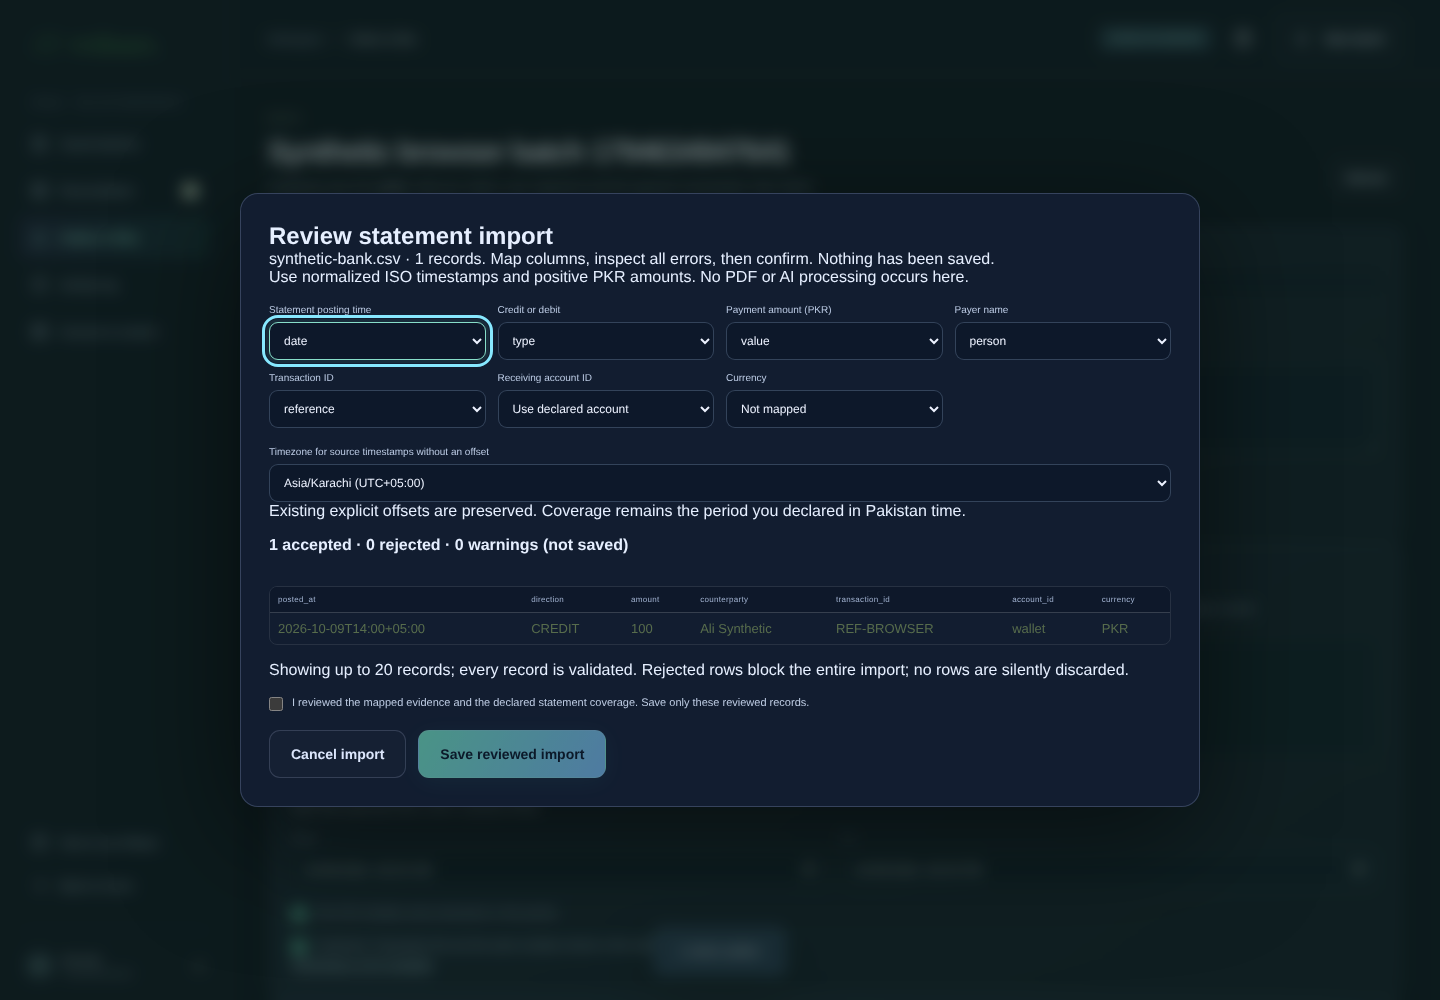 Review statement import
synthetic-bank.csv · 1 records. Map columns, inspect all errors, then confirm. Nothing has been saved.
Use normalized ISO timestamps and positive PKR amounts. No PDF or AI processing occurs here.
Statement posting time Credit or debit Payment amount (PKR) Payer name
date type value person
Transaction ID Receiving account ID Currency
reference Use declared account Not mapped
Timezone for source timestamps without an offset
Asia/Karachi (UTC+05:00)
Existing explicit offsets are preserved. Coverage remains the period you declared in Pakistan time.
1 accepted · 0 rejected · 0 warnings (not saved)
posted_at direction amount counterparty transaction_id account_id currency
2026-10-09T14:00+05:00 CREDIT 100 Ali Synthetic REF-BROWSER wallet PKR
Showing up to 20 records; every record is validated. Rejected rows block the entire import; no rows are silently discarded.
I reviewed the mapped evidence and the declared statement coverage. Save only these reviewed records.
Cancel import Save reviewed import